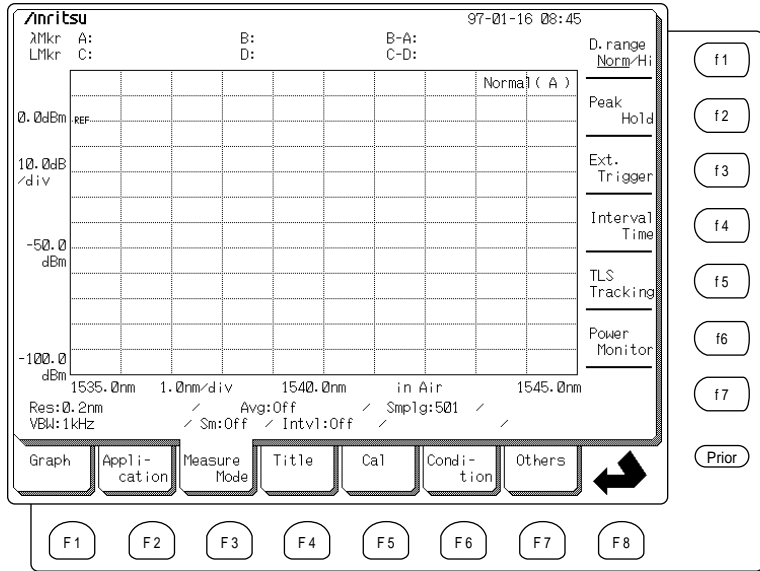 Anritsu 97-01-16 08:45
λMkr A: B: B-A:
LMkr C: D: C-D:
Normal ( A )
0.0dBm REF
10.0dB
/div
-50.0
dBm
-100.0
dBm
1535.0nm 1.0nm/div 1540.0nm in Air 1545.0nm
Res:0.2nm / Avg:Off / Smplg:501 /
VBW:1kHz / Sm:Off / Intvl:Off / /
D.range
Norm/Hi
Peak
Hold
Ext.
Trigger
Interval
Time
TLS
Tracking
Power
Monitor
f1
f2
f3
f4
f5
f6
f7
Prior
Graph
Appli-
cation
Measure
Mode
Title
Cal
Condi-
tion
Others
F1 F2 F3 F4 F5 F6 F7 F8